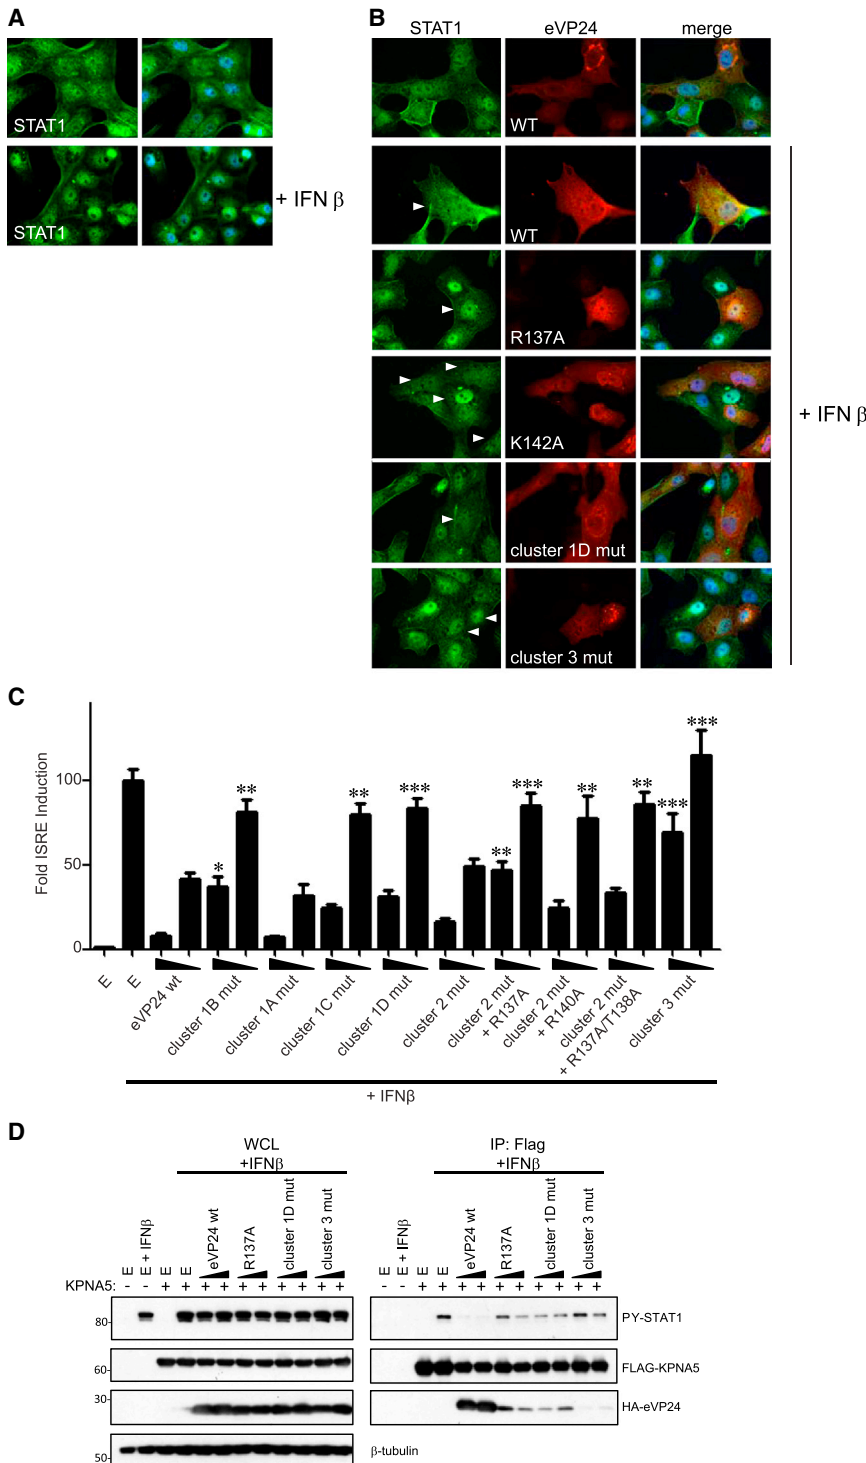 A
STAT1
STAT1
+ IFN β
B
STAT1 eVP24 merge
WT
WT
R137A
K142A
cluster 1D mut
cluster 3 mut
+ IFN β
C
Fold ISRE Induction
100
50
0
* ** ** *** ** *** ** ** *** ***
E
E
eVP24 wt
cluster 1B mut
cluster 1A mut
cluster 1C mut
cluster 1D mut
cluster 2 mut
cluster 2 mut
+ R137A
cluster 2 mut
+ R140A
cluster 2 mut
+ R137A/T138A
cluster 3 mut
+ IFNβ
D
WCL
+IFNβ
E
E + IFNβ
E
E
eVP24 wt
R137A
cluster 1D mut
cluster 3 mut
KPNA5: - - + + + + + + + + + +
80-
60-
30-
50-
IP: Flag
+IFNβ
E
E + IFNβ
E
E
eVP24 wt
R137A
cluster 1D mut
cluster 3 mut
- - + + + + + + + + + +
PY-STAT1
FLAG-KPNA5
HA-eVP24
β-tubulin